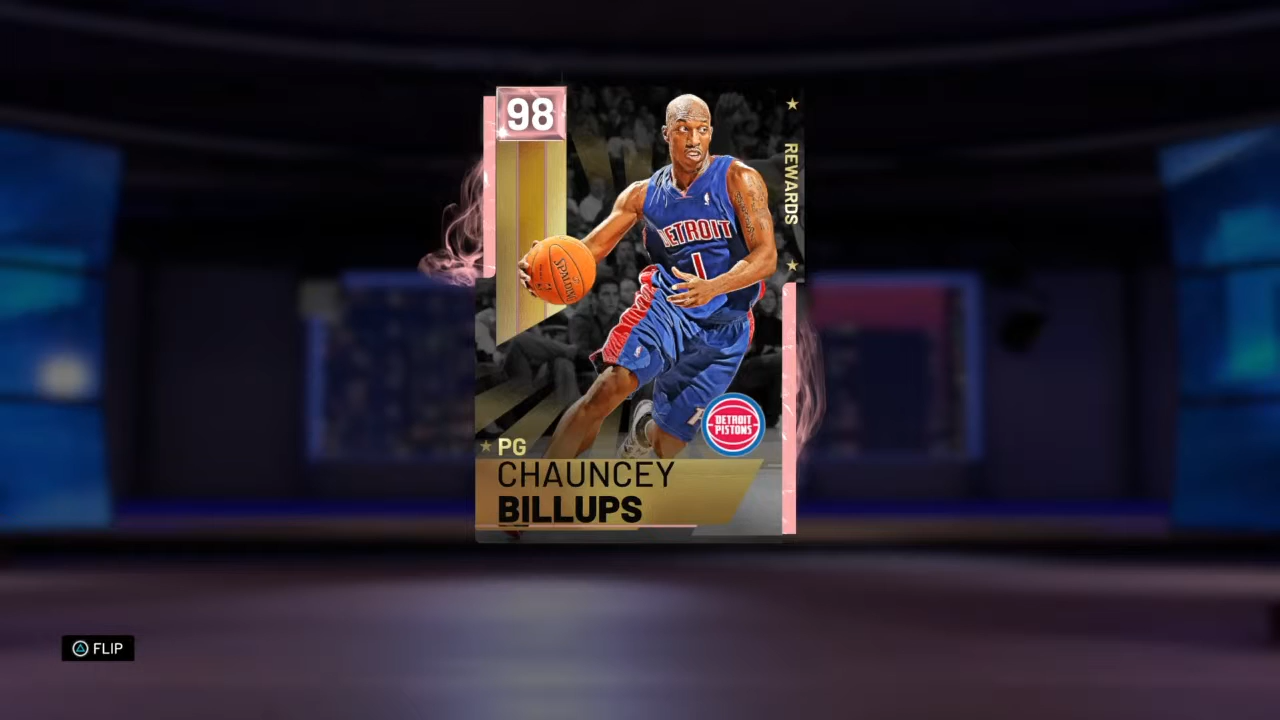 98
REWARDS
SPALDING
DETROIT
1
DETROIT
PISTONS
PG
CHAUNCEY
BILLUPS
FLIP